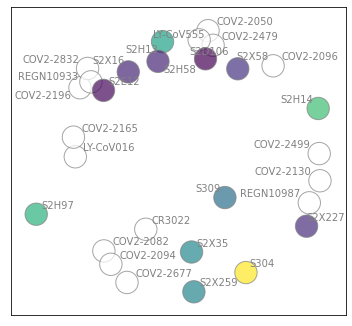 COV2-2050
LY-CoV555
COV2-2479
S2H13
S2D106
COV2-2832
S2X16
S2X58
COV2-2096
REGN10933
S2H58
S2E12
COV2-2196
S2H14
COV2-2165
COV2-2499
LY-CoV016
COV2-2130
S309
REGN10987
S2H97
CR3022
S2X227
COV2-2082
S2X35
COV2-2094
S304
COV2-2677
S2X259